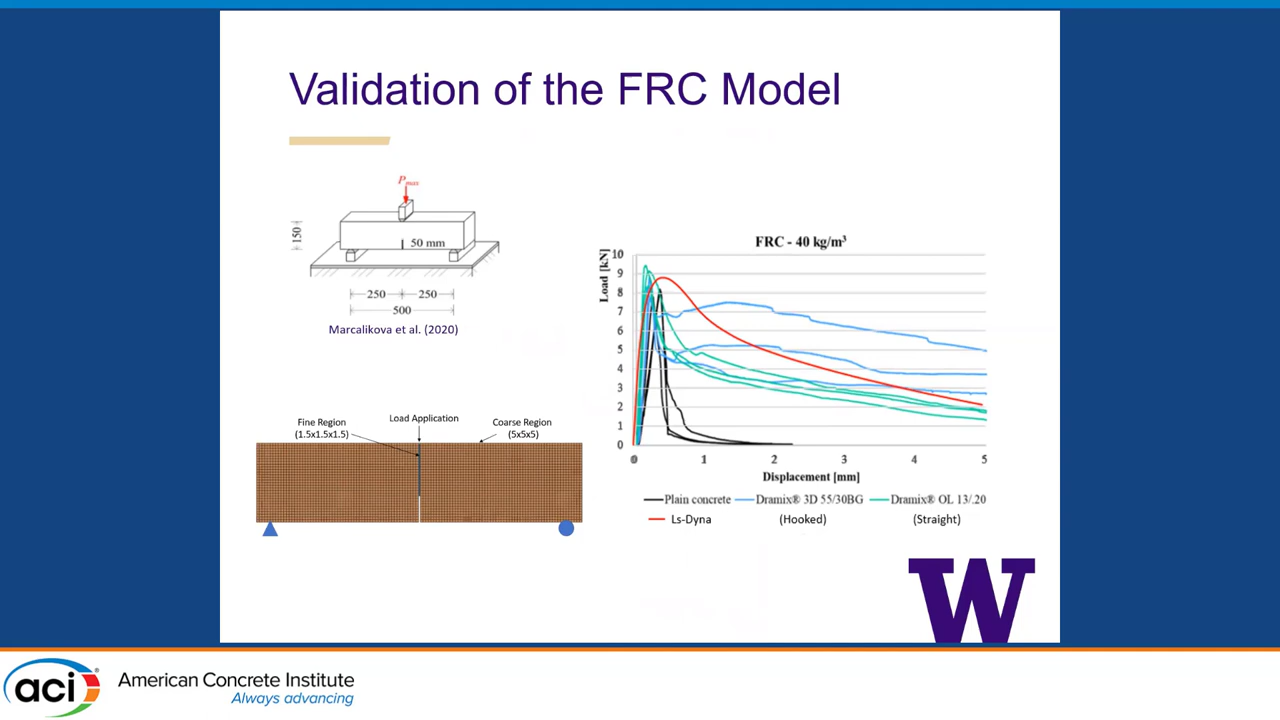 Validation of the FRC Model
Pmax
150
50 mm
250
250
500
Marcalikova et al. (2020)
Fine Region
(1.5x1.5x1.5)
Load Application
Coarse Region
(5x5x5)
FRC - 40 kg/m³
Load [kN]
10
9
8
7
6
5
4
3
2
1
0
0 1 2 3 4 5
Displacement [mm]
Plain concrete Dramix® 3D 55/30BG Dramix® OL 13/.20
Ls-Dyna (Hooked) (Straight)
W
aci®
American Concrete Institute
Always advancing